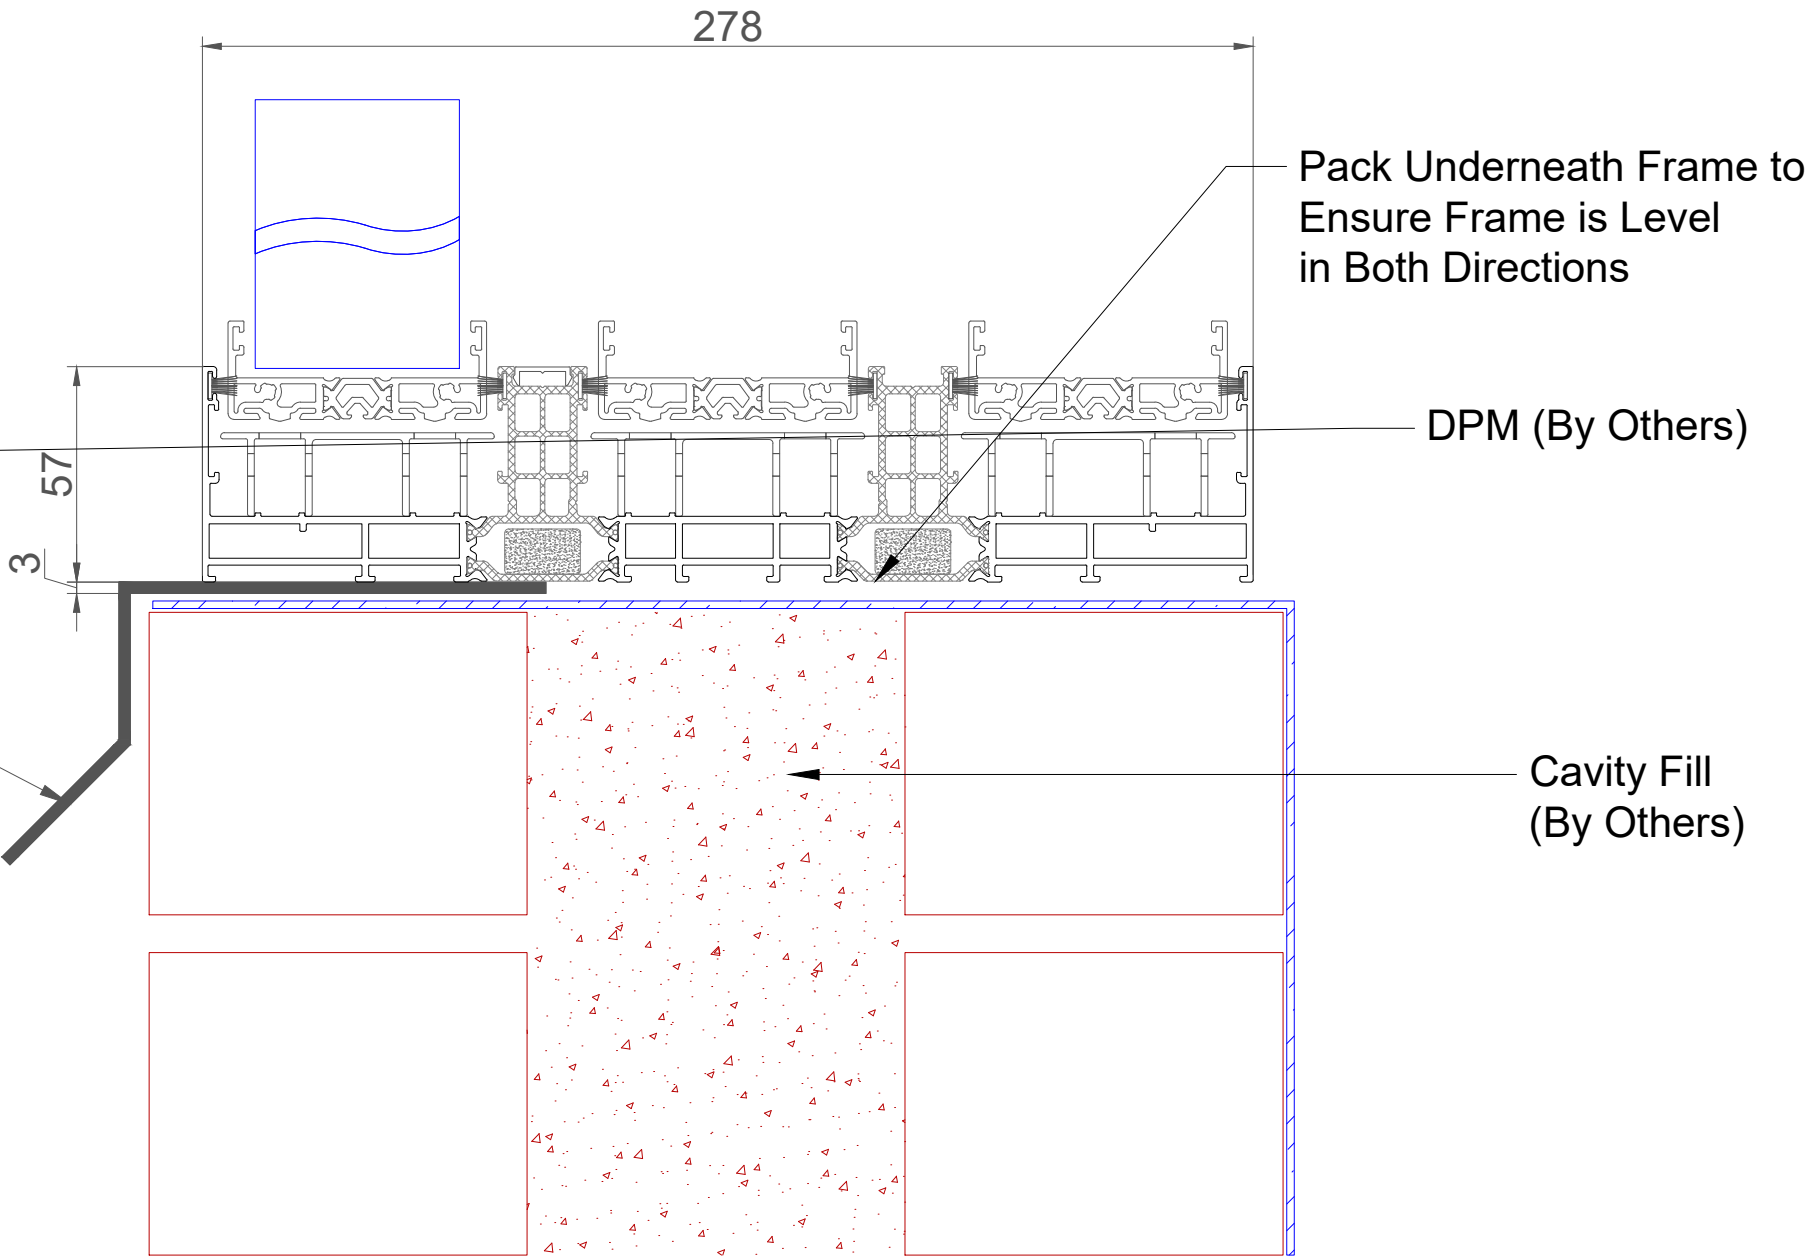 278
Pack Underneath Frame to
Ensure Frame is Level
in Both Directions
DPM (By Others)
57
3
Cavity Fill
(By Others)